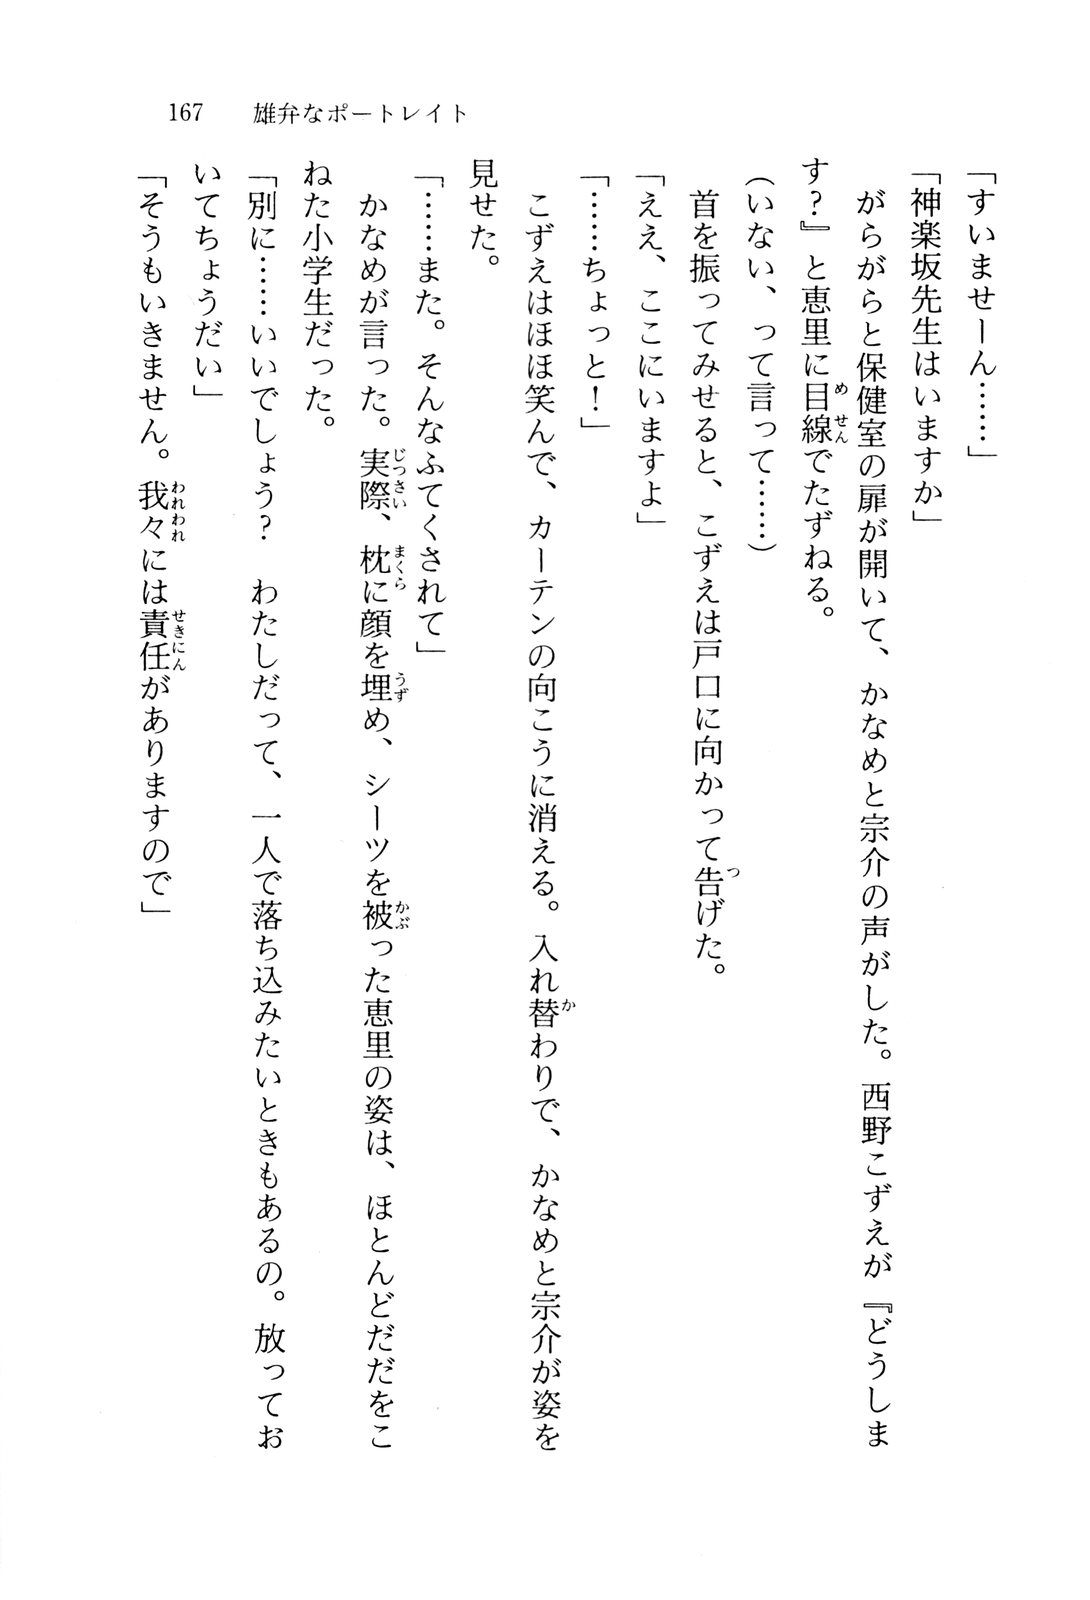 167 雄弁なポートレイト
「すいませーん……」
「神楽坂先生はいますか」
がらがらと保健室の扉が開いて、かなめと宗介の声がした。西野こずえが『どうしま
す？』と恵里に目線でたずねる。
（いない、って言って……）
首を振ってみせると、こずえは戸口に向かって告げた。
「ええ、ここにいますよ」
「……ちょっと！」
こずえはほほ笑んで、カーテンの向こうに消える。入れ替わりで、かなめと宗介が姿を
見せた。
「……また。そんなふてくされて」
かなめが言った。実際、枕に顔を埋め、シーツを被った恵里の姿は、ほとんどだだをこ
ねた小学生だった。
「別に……いいでしょう？　わたしだって、一人で落ち込みたいときもあるの。放ってお
いてちょうだい」
「そうもいきません。我々には責任がありますので」